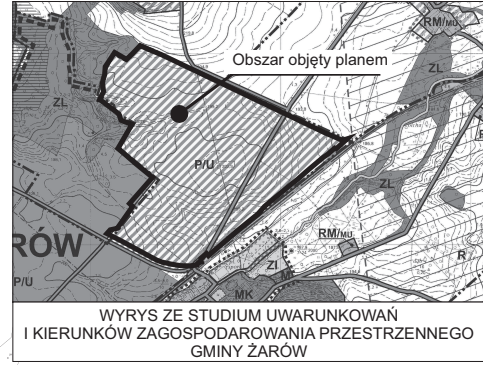 RM/MU
Obszar objęty planem
ZL
ZL
P/U
ZL
RÓW
RM/MU
P/U
ZI
R
MK
WYRYS ZE STUDIUM UWARUNKOWAŃ
I KIERUNKÓW ZAGOSPODAROWANIA PRZESTRZENNEGO
GMINY ŻARÓW